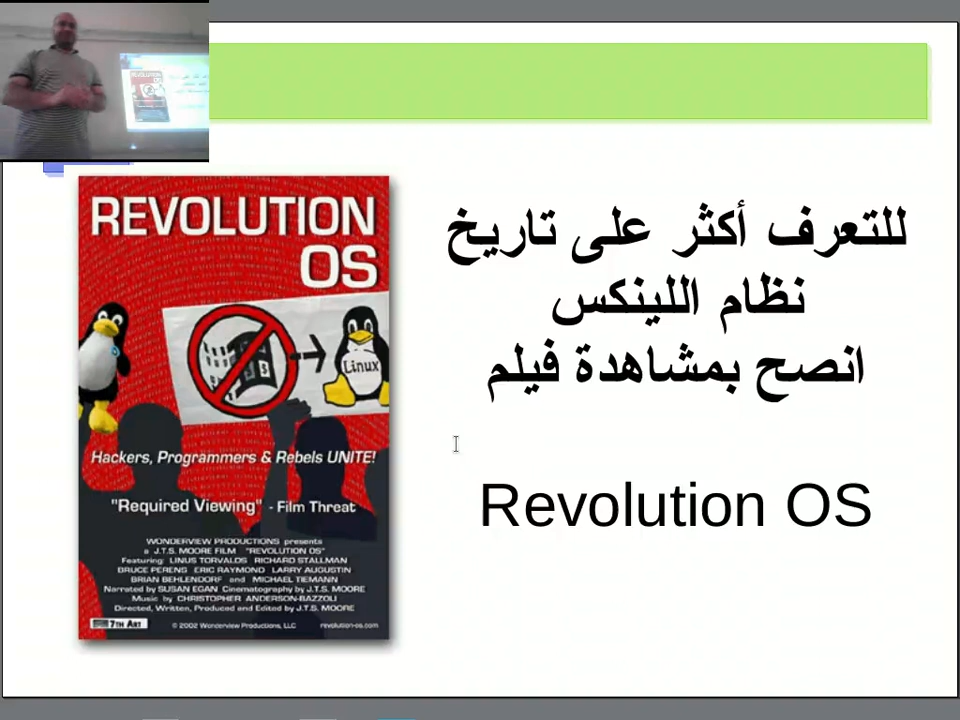 REVOLUTION
OS
Linux
Hackers, Programmers & Rebels UNITE!
"Required Viewing" - Film Threat
WONDERVIEW PRODUCTIONS presents
a J.T.S. MOORE FILM "REVOLUTION OS"
Featuring: LINUS TORVALDS RICHARD STALLMAN
BRUCE PERENS ERIC RAYMOND LARRY AUGUSTIN
BRIAN BEHLENDORF and MICHAEL TIEMANN
Narrated by SUSAN EGAN Cinematography by J.T.S. MOORE
Music by CHRISTOPHER ANDERSON-BAZZOLI
Directed, Written, Produced and Edited by J.T.S. MOORE
7TH ART
© 2002 Wonderview Productions, LLC
revolution-os.com
للتعرف أكثر على تاريخ
نظام اللينكس
انصح بمشاهدة فيلم
Revolution OS